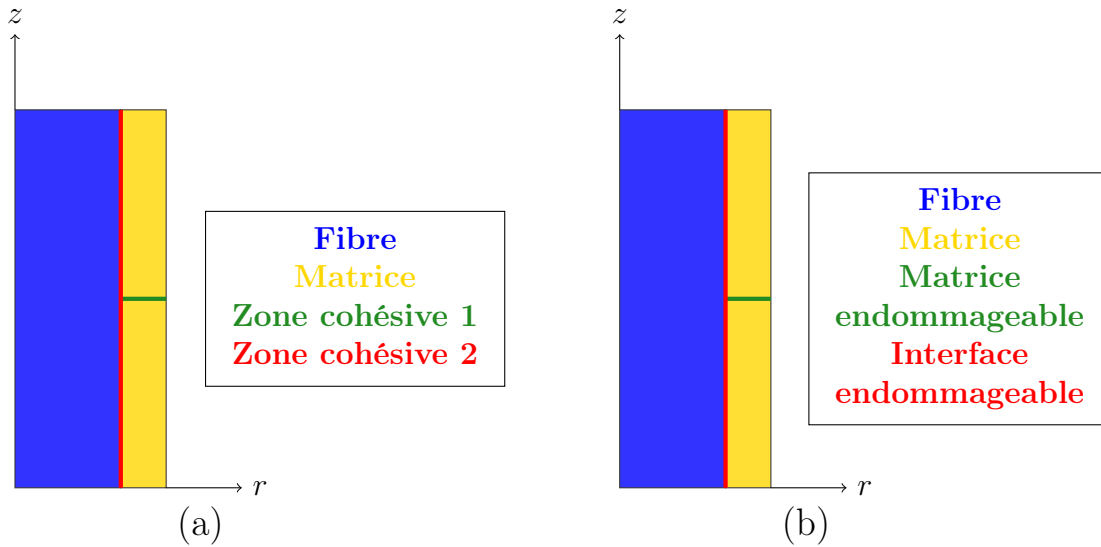 z
Fibre
Matrice
Zone cohésive 1
Zone cohésive 2
r
(a)
z
Fibre
Matrice
Matrice
endommageable
Interface
endommageable
r
(b)